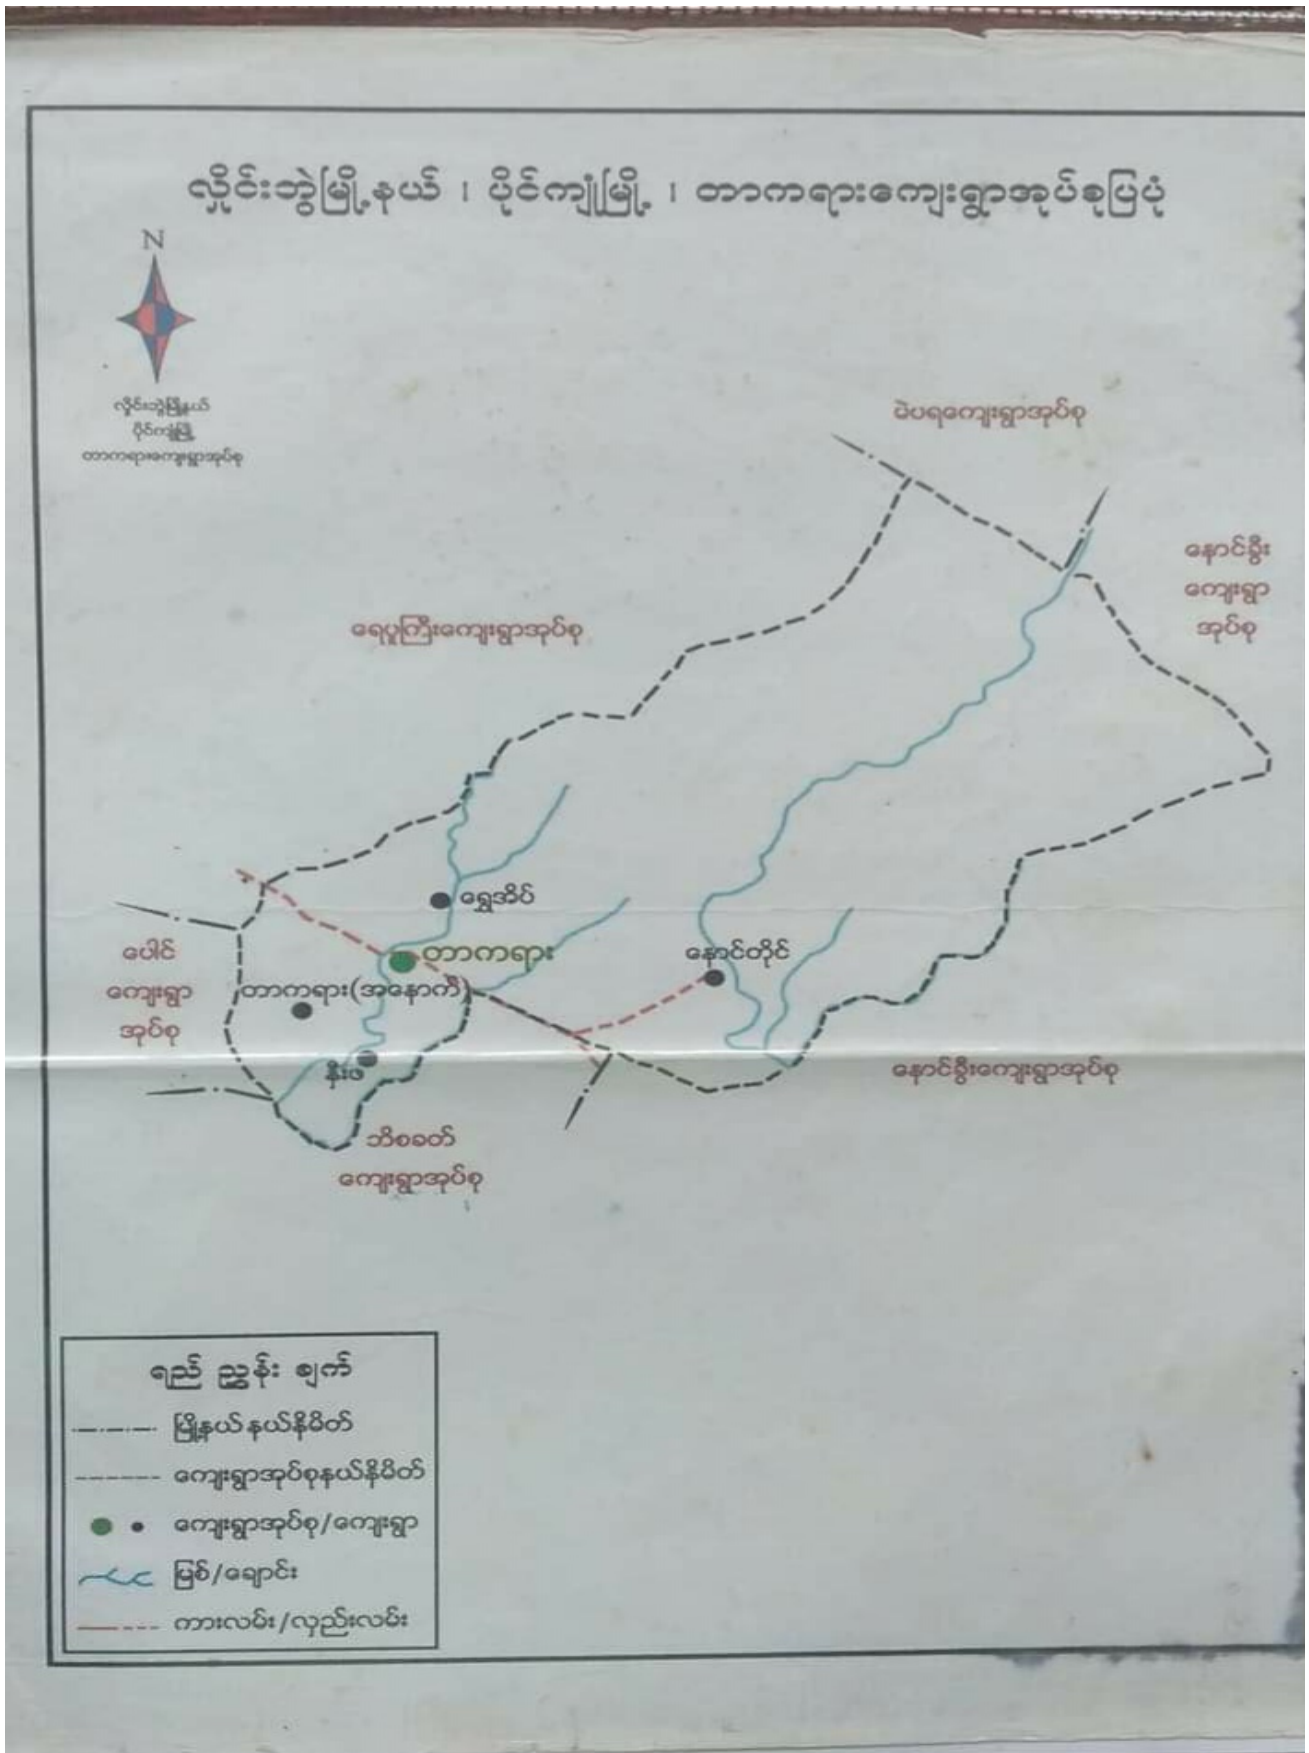 လှိုင်းဘွဲမြို့နယ် ၊ ပိုင်ကျုံမြို့ ၊ တာကရားကျေးရွာအုပ်စုပြပုံ
N
လှိုင်းဘွဲမြို့နယ်
ပိုင်ကျုံမြို့
တာကရားကျေးရွာအုပ်စု
မဲပရကျေးရွာအုပ်စု
နောင်ခွီး
ကျေးရွာ
အုပ်စု
ရေပူကြီးကျေးရွာအုပ်စု
ရွှေအိပ်
တာကရား
နောင်တိုင်
ပေါင်
ကျေးရွာ
အုပ်စု
တာကရား(အနောက်)
နှီးဖ
နောင်ခွီးကျေးရွာအုပ်စု
ဘိစခတ်
ကျေးရွာအုပ်စု
ရည် ညွှန်း ချက်
မြို့နယ်နယ်နိမိတ်
ကျေးရွာအုပ်စုနယ်နိမိတ်
ကျေးရွာအုပ်စု/ကျေးရွာ
မြစ်/ချောင်း
ကားလမ်း/လှည်းလမ်း